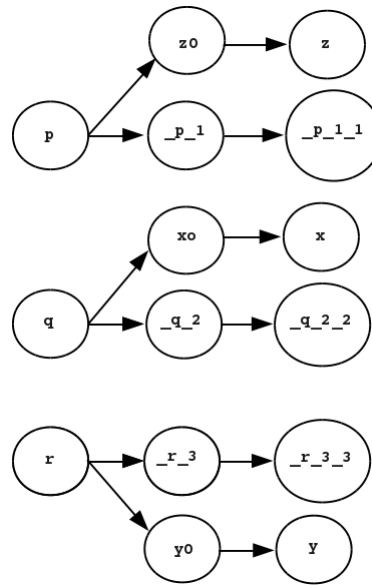 z0 z
p _p_1 _p_1_1
xo x
q _q_2 _q_2_2
r _r_3 _r_3_3
y0 y